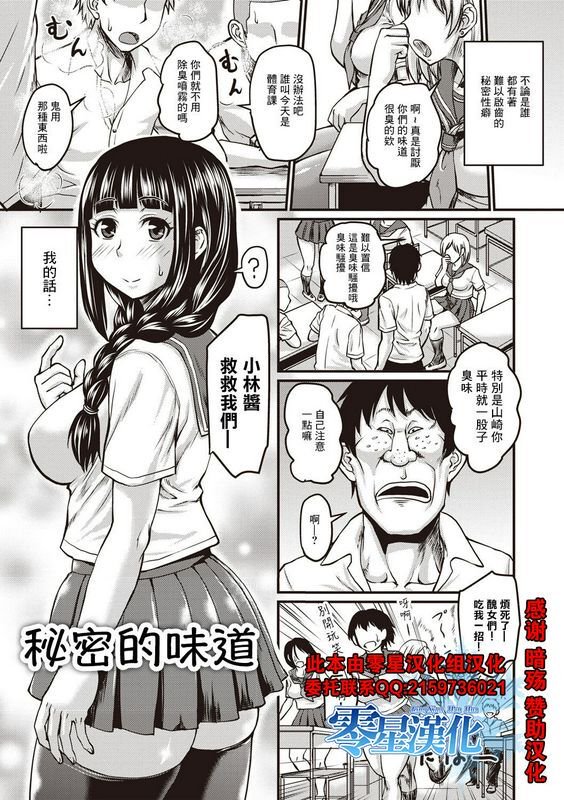 不論是誰
都有著
難以啟齒的
秘密性癖
啊~真是討厭
你們的味道
很臭的欸
沒辦法吧
誰叫今天是
體育課
你們就不用
除臭噴霧的嗎
鬼用
那種東西啦
むんっ
むん
難以置信
這是臭味騷擾哦
臭味騷擾
特別是山崎你
平時就一股子
臭味
自己注意
一點嘛
啊—?
煩死了—
醜女們!
吃我一招!
呀啊
別開玩笑
小林醬
救救我們—
?
我的話…
秘密的味道
感谢 暗殇 赞助汉化
此本由零星汉化组汉化
委托联系QQ:2159736021
零星漢化